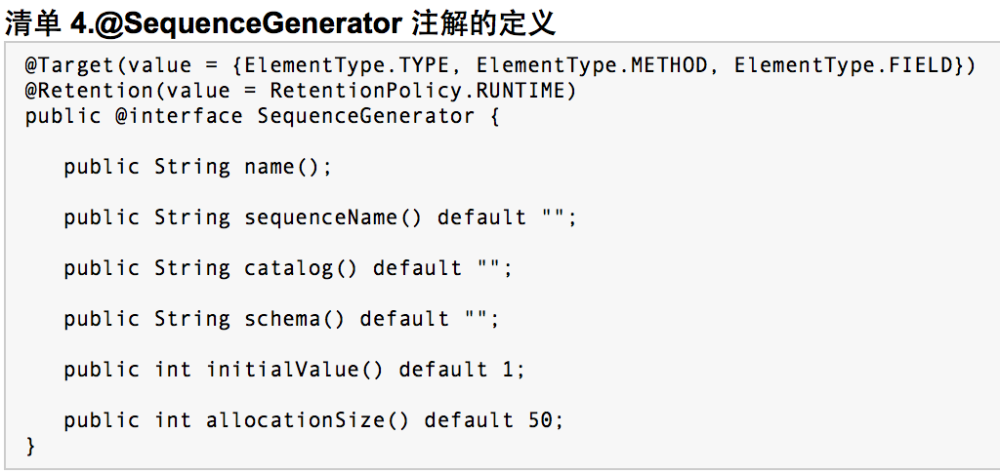 清单 4.@SequenceGenerator 注解的定义
@Target(value = {ElementType.TYPE, ElementType.METHOD, ElementType.FIELD})
@Retention(value = RetentionPolicy.RUNTIME)
public @interface SequenceGenerator {
public String name();
public String sequenceName() default "";
public String catalog() default "";
public String schema() default "";
public int initialValue() default 1;
public int allocationSize() default 50;
}